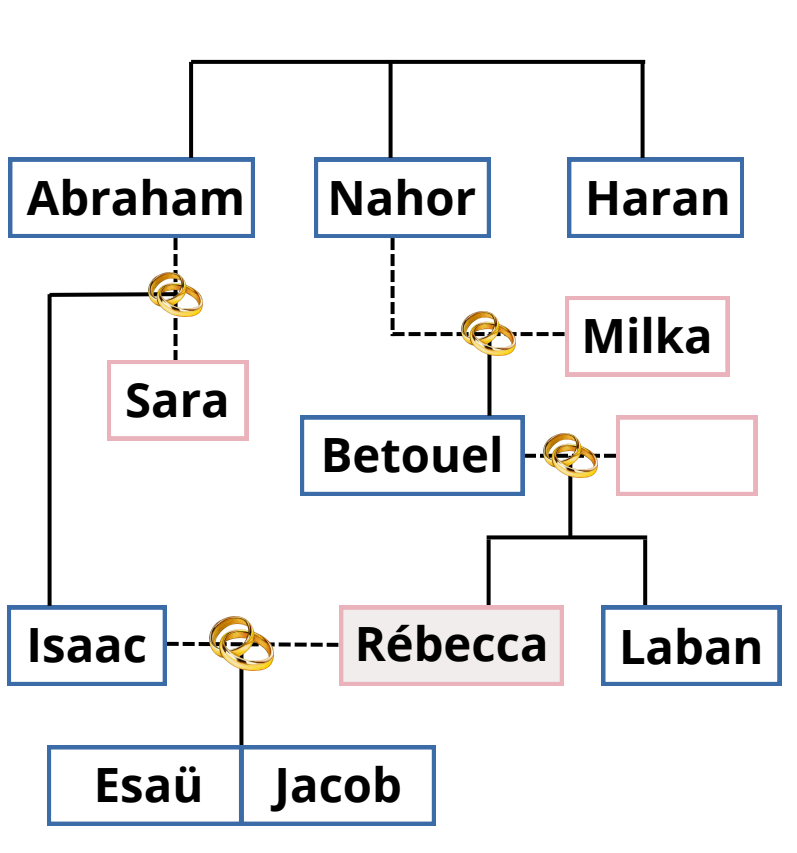 Abraham
Nahor
Haran
Milka
Sara
Betouel
Isaac
Rébecca
Laban
Esaü
Jacob